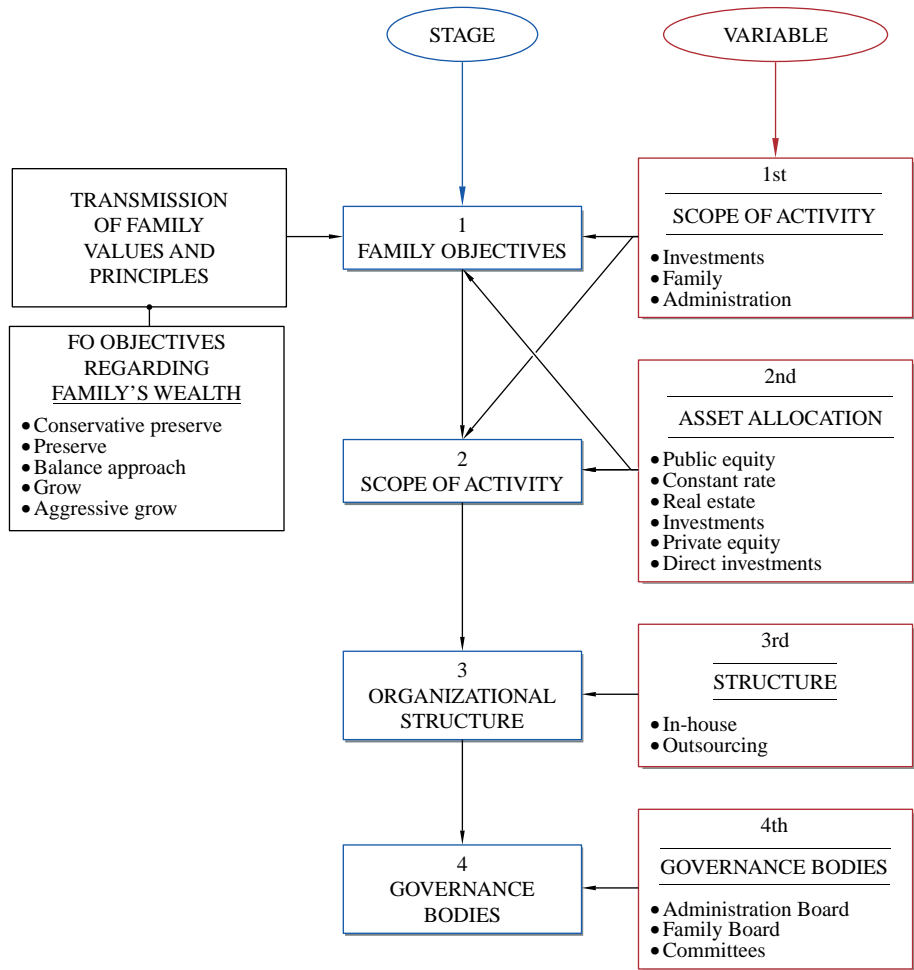 STAGE
VARIABLE
TRANSMISSION
OF FAMILY
VALUES AND
PRINCIPLES
FO OBJECTIVES
REGARDING
FAMILY’S WEALTH
• Conservative preserve
• Preserve
• Balance approach
• Grow
• Aggressive grow
1
FAMILY OBJECTIVES
2
SCOPE OF ACTIVITY
3
ORGANIZATIONAL
STRUCTURE
4
GOVERNANCE
BODIES
1st
SCOPE OF ACTIVITY
• Investments
• Family
• Administration
2nd
ASSET ALLOCATION
• Public equity
• Constant rate
• Real estate
• Investments
• Private equity
• Direct investments
3rd
STRUCTURE
• In-house
• Outsourcing
4th
GOVERNANCE BODIES
• Administration Board
• Family Board
• Committees